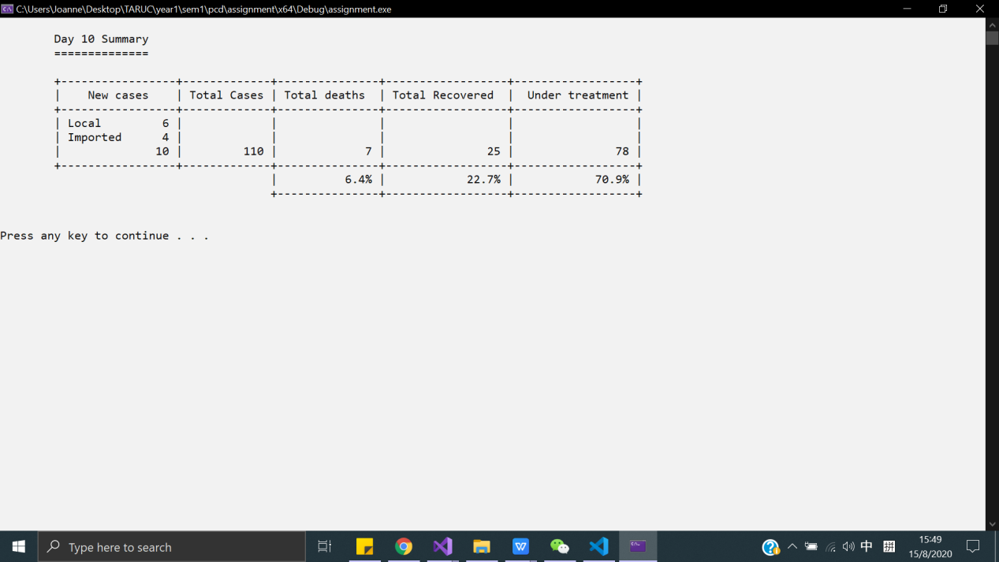 C:\Users\Joanne\Desktop\TARUC\year1\sem1\pcd\assignment\x64\Debug\assignment.exe
Day 10 Summary
==============
+-----------------+-------------+---------------+------------------+------------------+
|    New cases    | Total Cases | Total deaths  | Total Recovered  |  Under treatment |
+-----------------+-------------+---------------+------------------+------------------+
| Local         6 |             |               |                  |                  |
| Imported      4 |             |               |                  |                  |
|              10 |         110 |             7 |               25 |               78 |
+-----------------+-------------+---------------+------------------+------------------+
                                |          6.4% |            22.7% |            70.9% |
                                +---------------+------------------+------------------+
Press any key to continue . . .
Type here to search
中
拼
15:49
15/8/2020